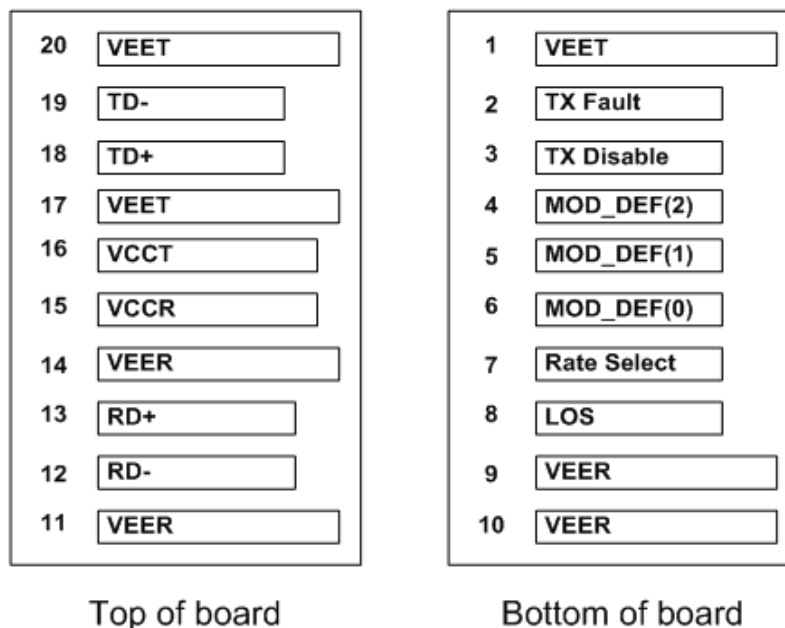 20 VEET
19 TD-
18 TD+
17 VEET
16 VCCT
15 VCCR
14 VEER
13 RD+
12 RD-
11 VEER
Top of board
1 VEET
2 TX Fault
3 TX Disable
4 MOD_DEF(2)
5 MOD_DEF(1)
6 MOD_DEF(0)
7 Rate Select
8 LOS
9 VEER
10 VEER
Bottom of board